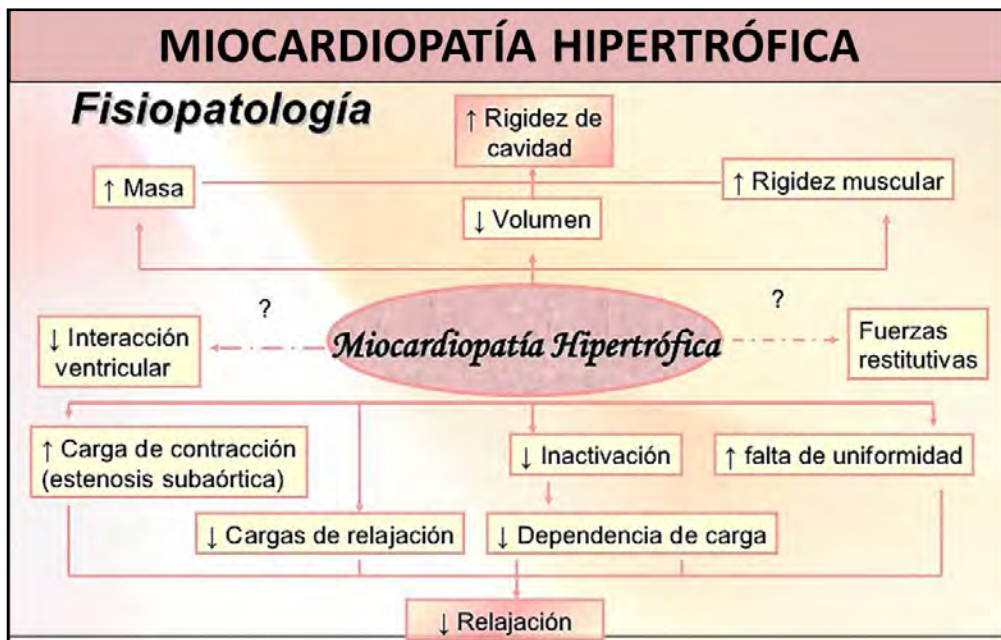 MIOCARDIOPATÍA HIPERTRÓFICA
Fisiopatología
↑ Rigidez de
cavidad
↑ Masa
↑ Rigidez muscular
↓ Volumen
?
?
↓ Interacción
ventricular
Miocardiopatía Hipertrófica
Fuerzas
restitutivas
↑ Carga de contracción
(estenosis subaórtica)
↓ Inactivación
↑ falta de uniformidad
↓ Cargas de relajación
↓ Dependencia de carga
↓ Relajación